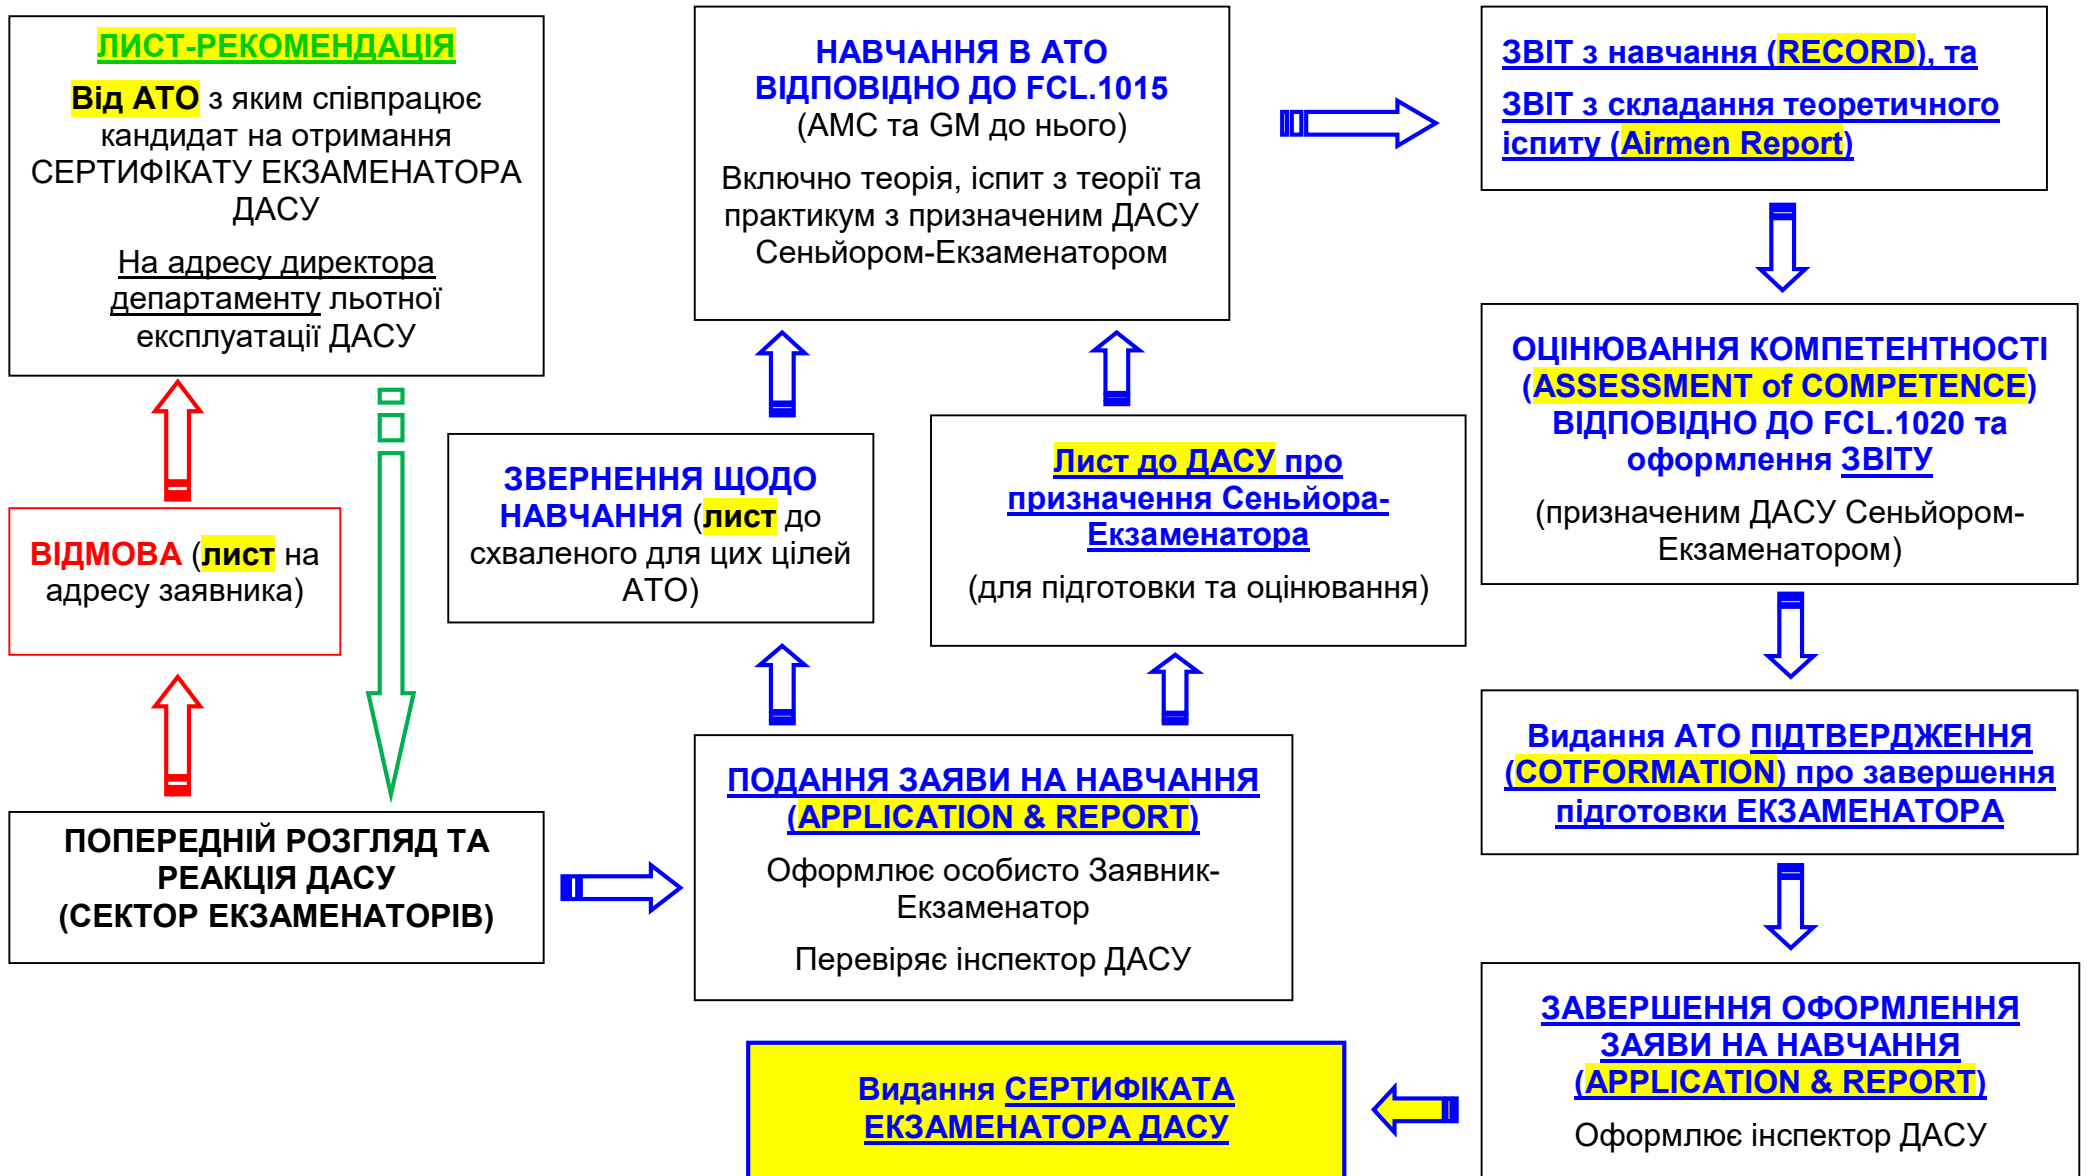 ЛИСТ-РЕКОМЕНДАЦІЯ
Від АТО з яким співпрацює
кандидат на отримання
СЕРТИФІКАТУ ЕКЗАМЕНАТОРА
ДАСУ
На адресу директора
департаменту льотної
експлуатації ДАСУ
ВІДМОВА (лист на
адресу заявника)
ПОПЕРЕДНІЙ РОЗГЛЯД ТА
РЕАКЦІЯ ДАСУ
(СЕКТОР ЕКЗАМЕНАТОРІВ)
ПОДАННЯ ЗАЯВИ НА НАВЧАННЯ
(APPLICATION & REPORT)
Оформлює особисто Заявник-
Екзаменатор
Перевіряє інспектор ДАСУ
ЗВЕРНЕННЯ ЩОДО
НАВЧАННЯ (лист до
схваленого для цих цілей
АТО)
Лист до ДАСУ про
призначення Сеньйора-
Екзаменатора
(для підготовки та оцінювання)
НАВЧАННЯ В АТО
ВІДПОВІДНО ДО FCL.1015
(АМС та GM до нього)
Включно теорія, іспит з теорії та
практикум з призначеним ДАСУ
Сеньйором-Екзаменатором
ЗВІТ з навчання (RECORD), та
ЗВІТ з складання теоретичного
іспиту (Airmen Report)
ОЦІНЮВАННЯ КОМПЕТЕНТНОСТІ
(ASSESSMENT of COMPETENCE)
ВІДПОВІДНО ДО FCL.1020 та
оформлення ЗВІТУ
(призначеним ДАСУ Сеньйором-
Екзаменатором)
Видання АТО ПІДТВЕРДЖЕННЯ
(COTFORMATION) про завершення
підготовки ЕКЗАМЕНАТОРА
ЗАВЕРШЕННЯ ОФОРМЛЕННЯ
ЗАЯВИ НА НАВЧАННЯ
(APPLICATION & REPORT)
Оформлює інспектор ДАСУ
Видання СЕРТИФІКАТА
ЕКЗАМЕНАТОРА ДАСУ